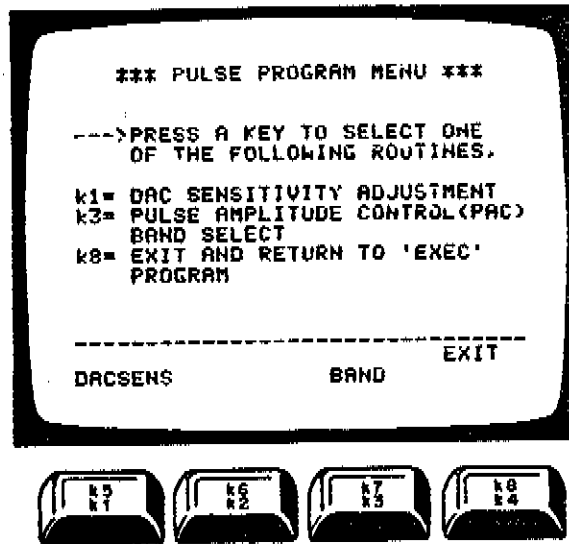 *** PULSE PROGRAM MENU ***
--->PRESS A KEY TO SELECT ONE
OF THE FOLLOWING ROUTINES.
k1= DAC SENSITIVITY ADJUSTMENT
k3= PULSE AMPLITUDE CONTROL(PAC)
BAND SELECT
k8= EXIT AND RETURN TO 'EXEC'
PROGRAM
EXIT
DACSENS BAND
k5 k6 k7 k8
k1 k2 k3 k4